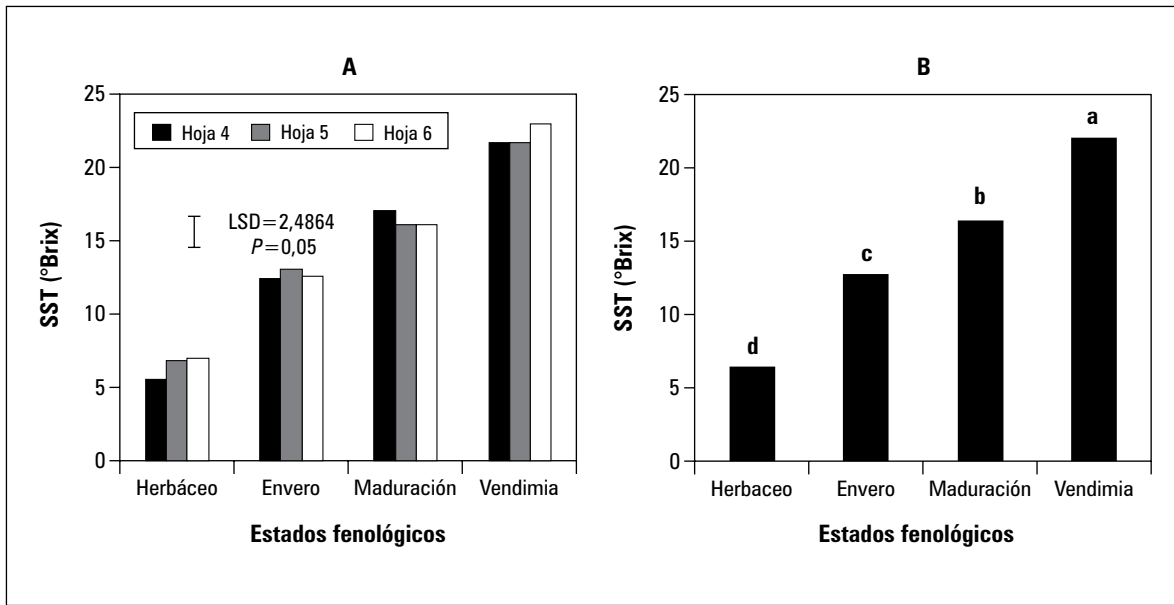 A
25
20
15
10
5
0
SST (°Brix)
Hoja 4 Hoja 5 Hoja 6
LSD=2,4864
P=0,05
Herbáceo Envero Maduración Vendimia
Estados fenológicos
B
25
20
15
10
5
0
SST (°Brix)
a
b
c
d
Herbaceo Envero Maduración Vendimia
Estados fenológicos